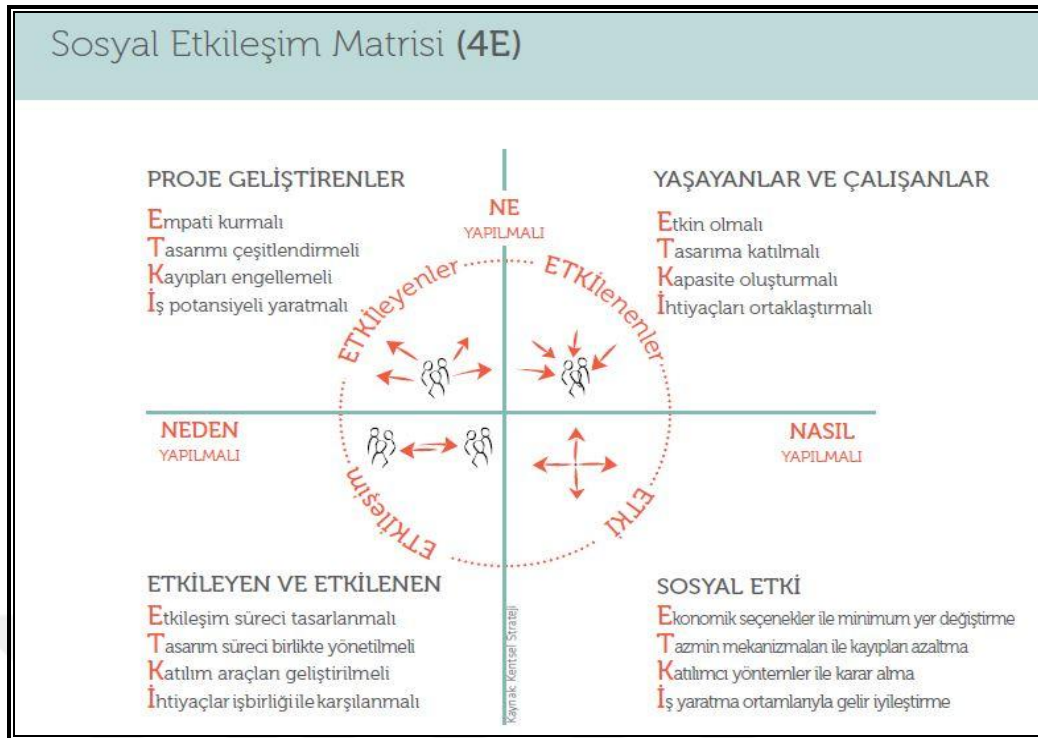 Sosyal Etkileşim Matrisi (4E)
PROJE GELİŞTİRENLER
Empati kurmalı
Tasarımı çeşitlendirmeli
Kayıpları engellemeli
İş potansiyeli yaratmalı
NE
YAPILMALI
YAŞAYANLAR VE ÇALIŞANLAR
Etkin olmalı
Tasarıma katılmalı
Kapasite oluşturmalı
İhtiyaçları ortaklaştırmalı
ETKİleyenler
ETKİlenenler
NEDEN
YAPILMALI
NASIL
YAPILMALI
ETKİleşim
ETKİ
ETKİLEYEN VE ETKİLENEN
Etkileşim süreci tasarlanmalı
Tasarım süreci birlikte yönetilmeli
Katılım araçları geliştirilmeli
İhtiyaçlar işbirliği ile karşılanmalı
Kaynak: Kentsel Strateji
SOSYAL ETKİ
Ekonomik seçenekler ile minimum yer değiştirme
Tazmin mekanizmaları ile kayıpları azaltma
Katılımcı yöntemler ile karar alma
İş yaratma ortamlarıyla gelir iyileştirme